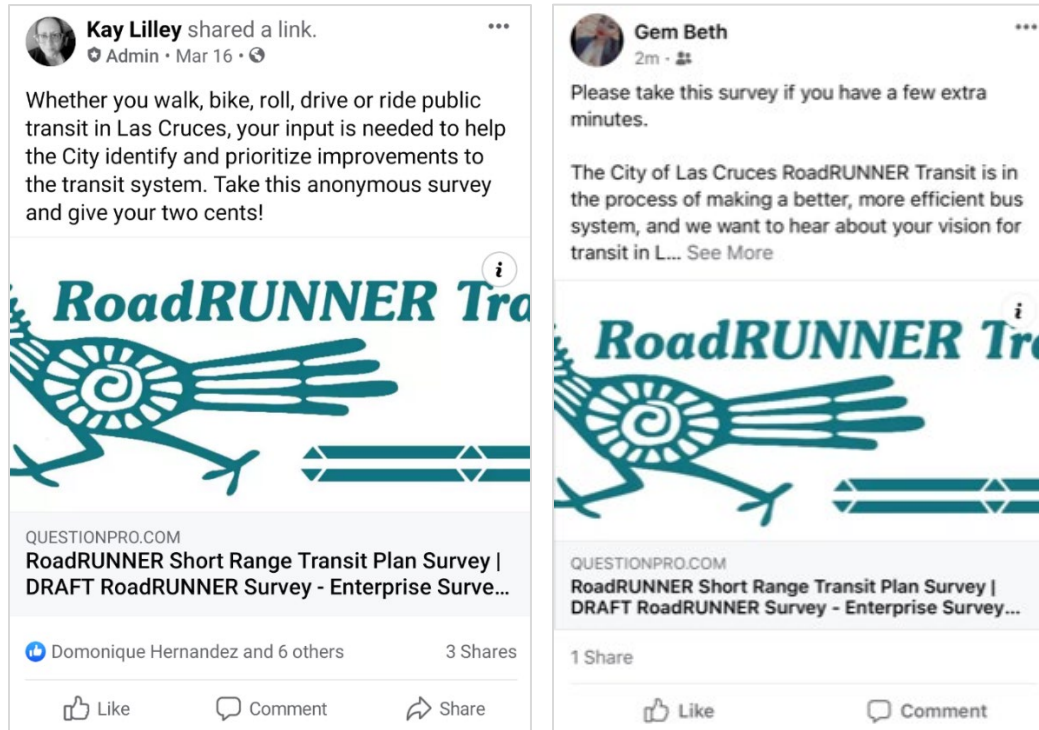 Kay Lilley shared a link.
Admin • Mar 16 •
Whether you walk, bike, roll, drive or ride public
transit in Las Cruces, your input is needed to help
the City identify and prioritize improvements to
the transit system. Take this anonymous survey
and give your two cents!
i
RoadRUNNER Tra
QUESTIONPRO.COM
RoadRUNNER Short Range Transit Plan Survey |
DRAFT RoadRUNNER Survey - Enterprise Surve...
Domonique Hernandez and 6 others 3 Shares
Like Comment Share
Gem Beth
2m ·
Please take this survey if you have a few extra
minutes.
The City of Las Cruces RoadRUNNER Transit is in
the process of making a better, more efficient bus
system, and we want to hear about your vision for
transit in L... See More
i
RoadRUNNER Tra
QUESTIONPRO.COM
RoadRUNNER Short Range Transit Plan Survey |
DRAFT RoadRUNNER Survey - Enterprise Survey...
1 Share
Like Comment